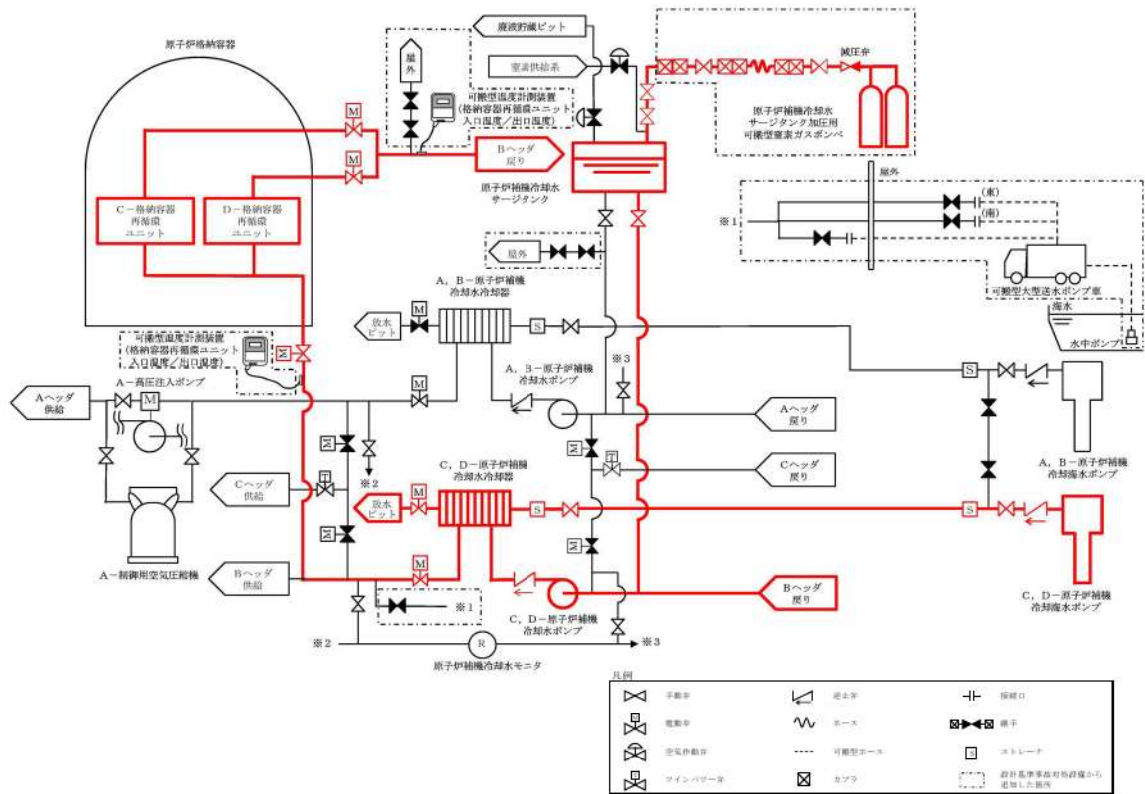 原子炉格納容器
屋外
廃液貯蔵ピット
窒素供給系
可搬型温度計測装置
(格納容器再循環ユニット
入口温度/出口温度)
M
M
Bヘッダ
戻り
原子炉補機冷却水
サージタンク
減圧弁
原子炉補機冷却水
サージタンク加圧用
可搬型窒素ガスボンベ
C-格納容器
再循環
ユニット
D-格納容器
再循環
ユニット
屋外
※1
(東)
(南)
可搬型大型送水ポンプ車
海水
水中ポンプ
屋外
A,B-原子炉補機
冷却水冷却器
放水
ピット
M
S
可搬型温度計測装置
(格納容器再循環ユニット
入口温度/出口温度)
M
A-高圧注入ポンプ
Aヘッダ
供給
M
M
A,B-原子炉補機
冷却水ポンプ
※3
S
Aヘッダ
戻り
A,B-原子炉補機
冷却海水ポンプ
M
M
※2
Cヘッダ
供給
T
T
Cヘッダ
戻り
C,D-原子炉補機
冷却水冷却器
放水
ピット
M
S
S
M
M
A-制御用空気圧縮機
Bヘッダ
供給
M
Bヘッダ
戻り
C,D-原子炉補機
冷却海水ポンプ
※1
C,D-原子炉補機
冷却水ポンプ
※2
R
※3
原子炉補機冷却水モニタ
凡例
手動弁
逆止弁
接続口
M
電動弁
ホース
継手
空気作動弁
可搬型ホース
S
ストレーナ
T
ツインパワー弁
カプラ
設計基準事故対処設備から
追加した箇所